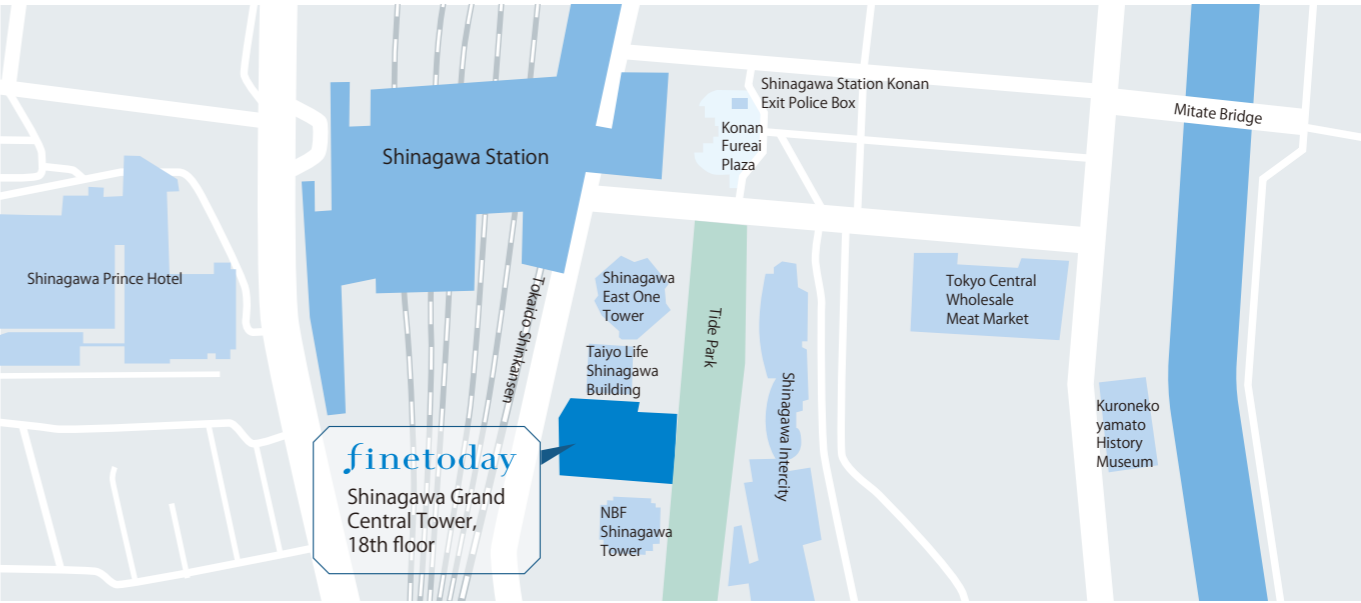 Shinagawa Station Konan
Exit Police Box
Mitate Bridge
Konan
Fureai
Plaza
Shinagawa Station
Shinagawa Prince Hotel
Tokaido Shinkansen
Shinagawa
East One
Tower
Tide Park
Tokyo Central
Wholesale
Meat Market
Taiyo Life
Shinagawa
Building
Shinagawa Intercity
Kuroneko
yamato
History
Museum
finetoday
Shinagawa Grand
Central Tower,
18th floor
NBF
Shinagawa
Tower